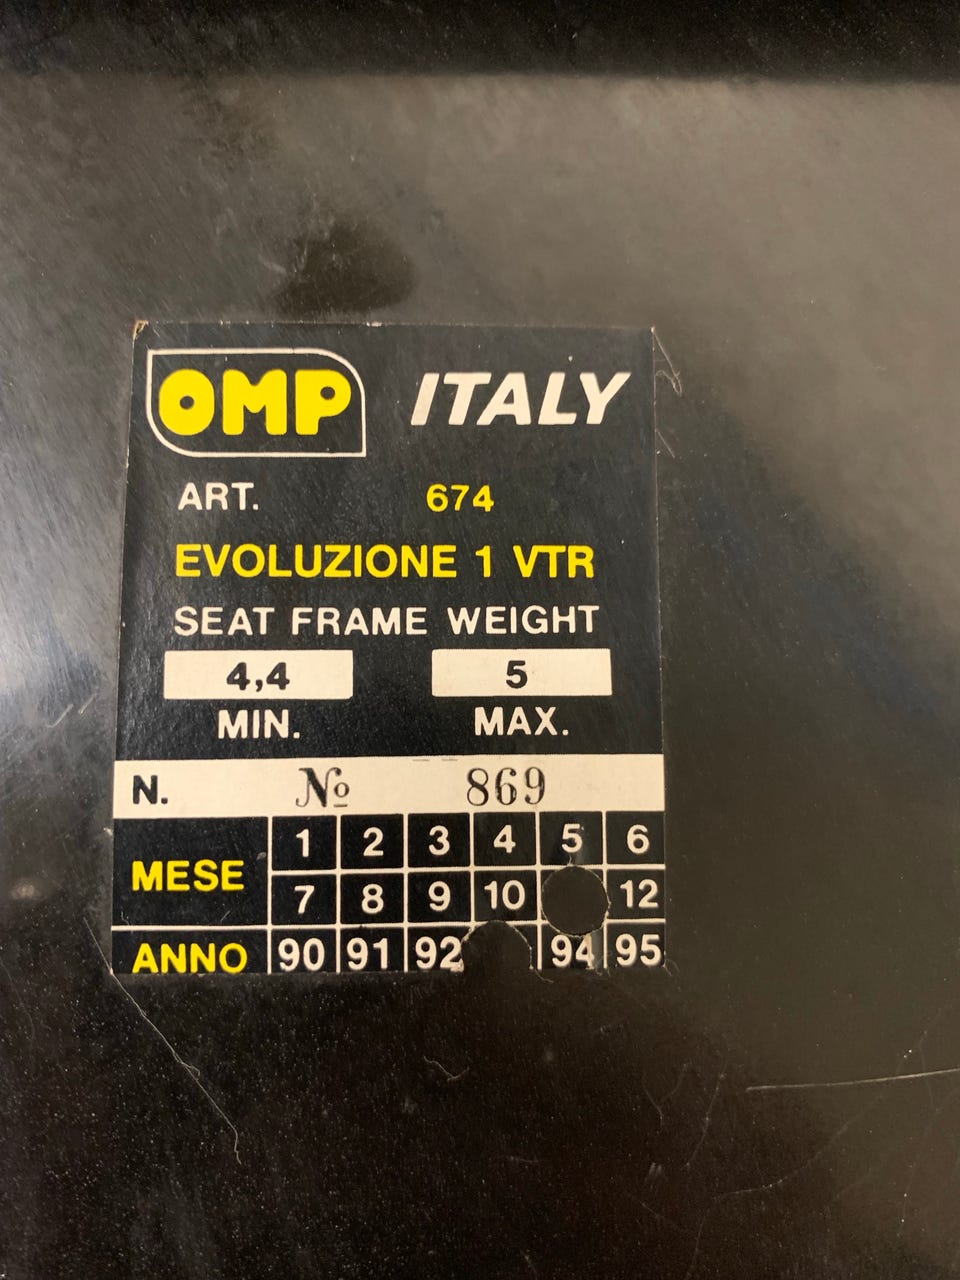 OMP ITALY
ART. 674
EVOLUZIONE 1 VTR
SEAT FRAME WEIGHT
4,4 5
MIN. MAX.
N. № 869
MESE
1 2 3 4 5 6
7 8 9 10 12
ANNO 90 91 92 94 95